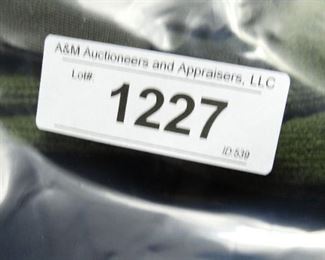 A&M Auctioneers and Appraisers, LLC
Lot#:
1227
ID:539